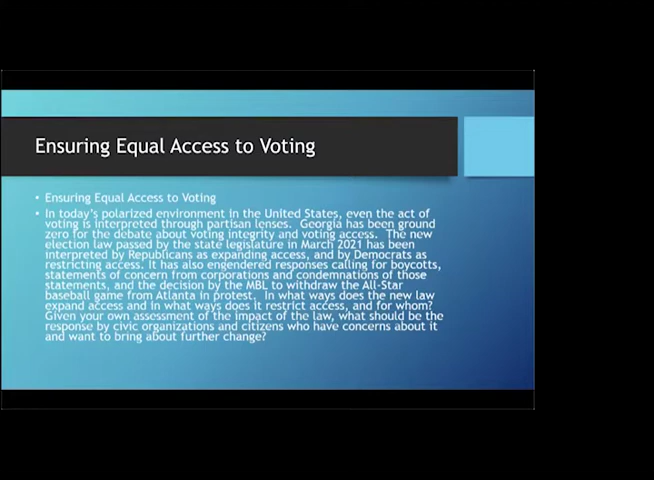 Ensuring Equal Access to Voting
• Ensuring Equal Access to Voting
• In today's polarized environment in the United States, even the act of
voting is interpreted through partisan lenses. Georgia has been ground
zero for the debate about voting integrity and voting access. The new
election law passed by the state legislature in March 2021 has been
interpreted by Republicans as expanding access, and by Democrats as
restricting access. It has also engendered responses calling for boycotts,
statements of concern from corporations and condemnations of those
statements, and the decision by the MBL to withdraw the All-Star
baseball game from Atlanta in protest. In what ways does the new law
expand access and in what ways does it restrict access, and for whom?
Given your own assessment of the impact of the law, what should be the
response by civic organizations and citizens who have concerns about it
and want to bring about further change?